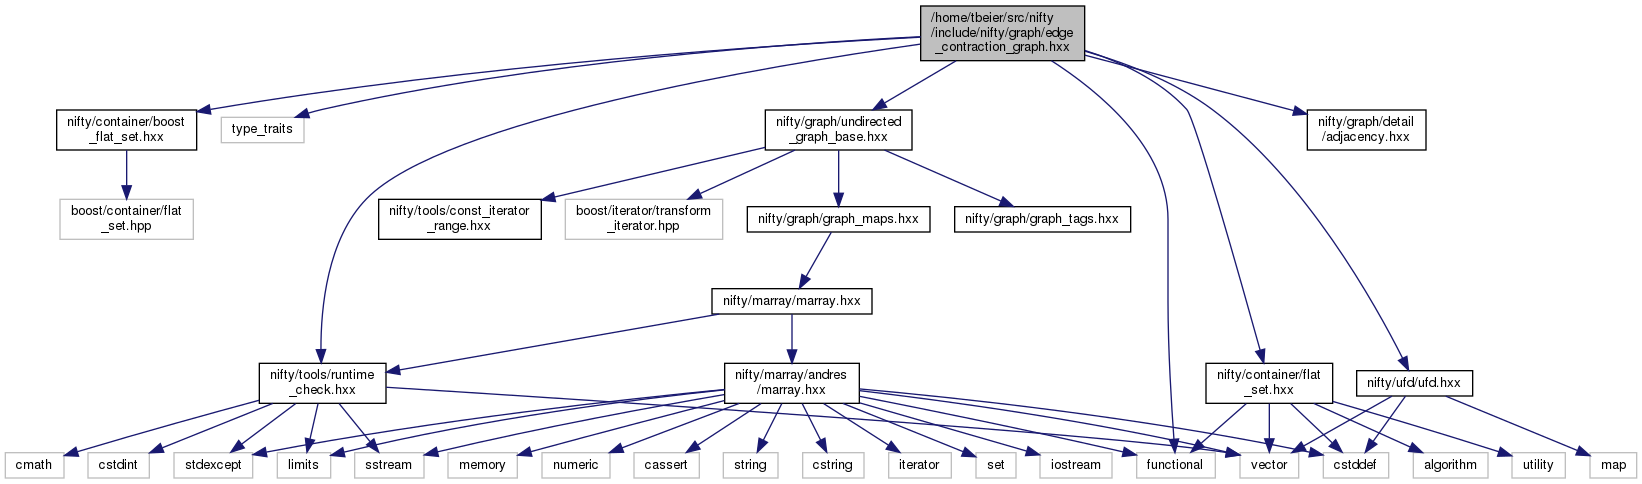 /home/tbeier/src/nifty
/include/nifty/graph/edge
_contraction_graph.hxx
nifty/container/boost
_flat_set.hxx
type_traits
nifty/graph/undirected
_graph_base.hxx
nifty/graph/detail
/adjacency.hxx
boost/container/flat
_set.hpp
nifty/tools/const_iterator
_range.hxx
boost/iterator/transform
_iterator.hpp
nifty/graph/graph_maps.hxx
nifty/graph/graph_tags.hxx
nifty/marray/marray.hxx
nifty/tools/runtime
_check.hxx
nifty/marray/andres
/marray.hxx
nifty/container/flat
_set.hxx
nifty/ufd/ufd.hxx
cmath
cstdint
stdexcept
limits
sstream
memory
numeric
cassert
string
cstring
iterator
set
iostream
functional
vector
cstddef
algorithm
utility
map